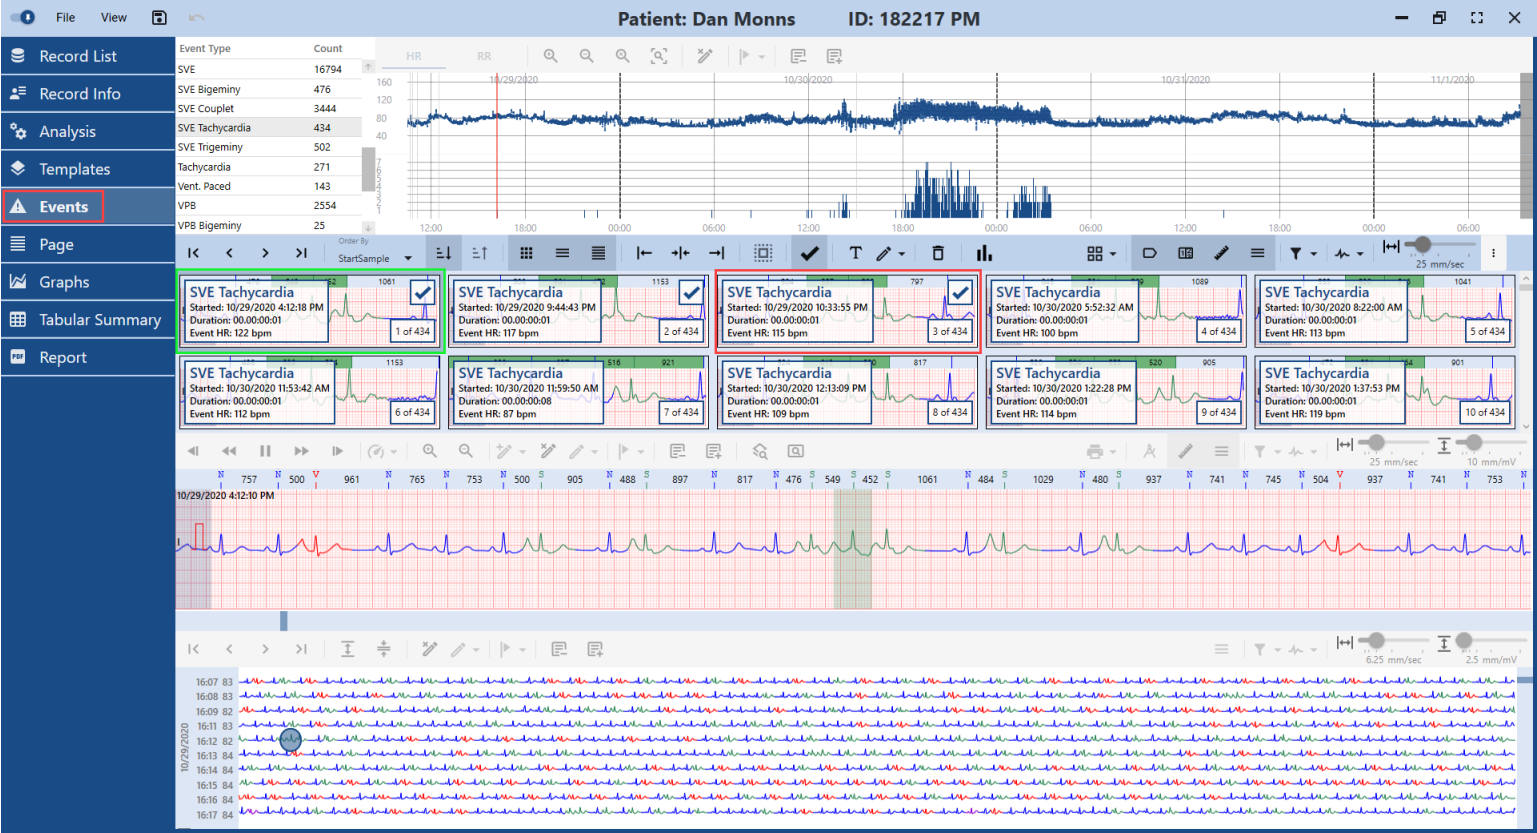 File View Patient: Dan Monns ID: 182217 PM
Record List
Record Info
Analysis
Templates
Events
Page
Graphs
Tabular Summary
PDF Report
Event Type Count
SVE 16794
SVE Bigeminy 476
SVE Couplet 3444
SVE Tachycardia 434
SVE Trigeminy 502
Tachycardia 271
Vent. Paced 143
VPB 2554
VPB Bigeminy 25
HR RR
10/29/2020 10/30/2020 10/31/2020 11/1/2020
160
120
80
40
7
6
5
4
3
2
1
12:00 18:00 00:00 06:00 12:00 18:00 00:00 06:00 12:00 18:00 00:00 06:00
Order By
StartSample
25 mm/sec
1061
SVE Tachycardia
Started: 10/29/2020 4:12:18 PM
Duration: 00.00:00:01
Event HR: 122 bpm
1 of 434
1153
SVE Tachycardia
Started: 10/29/2020 9:44:43 PM
Duration: 00.00:00:01
Event HR: 117 bpm
2 of 434
797
SVE Tachycardia
Started: 10/29/2020 10:33:55 PM
Duration: 00.00:00:01
Event HR: 115 bpm
3 of 434
1089
SVE Tachycardia
Started: 10/30/2020 5:52:32 AM
Duration: 00.00:00:01
Event HR: 100 bpm
4 of 434
1041
SVE Tachycardia
Started: 10/30/2020 8:22:00 AM
Duration: 00.00:00:01
Event HR: 113 bpm
5 of 434
1153
SVE Tachycardia
Started: 10/30/2020 11:53:42 AM
Duration: 00.00:00:01
Event HR: 112 bpm
6 of 434
516 921
SVE Tachycardia
Started: 10/30/2020 11:59:50 AM
Duration: 00.00:00:08
Event HR: 87 bpm
7 of 434
817
SVE Tachycardia
Started: 10/30/2020 12:13:09 PM
Duration: 00.00:00:01
Event HR: 109 bpm
8 of 434
520 905
SVE Tachycardia
Started: 10/30/2020 1:22:28 PM
Duration: 00.00:00:01
Event HR: 114 bpm
9 of 434
901
SVE Tachycardia
Started: 10/30/2020 1:37:53 PM
Duration: 00.00:00:01
Event HR: 119 bpm
10 of 434
25 mm/sec 10 mm/mV
N 757 N 500 V 961 N 765 N 753 N 500 S 905 N 488 S 897 N 817 N 476 S 549 S 452 S 1061 N 484 S 1029 N 480 S 937 N 741 N 745 N 504 V 937 N 741 N 753 N
10/29/2020 4:12:10 PM
I
6.25 mm/sec 2.5 mm/mV
10/29/2020
16:07 83
16:08 83
16:09 82
16:11 83
16:12 82
16:13 84
16:14 84
16:15 84
16:16 84
16:17 84